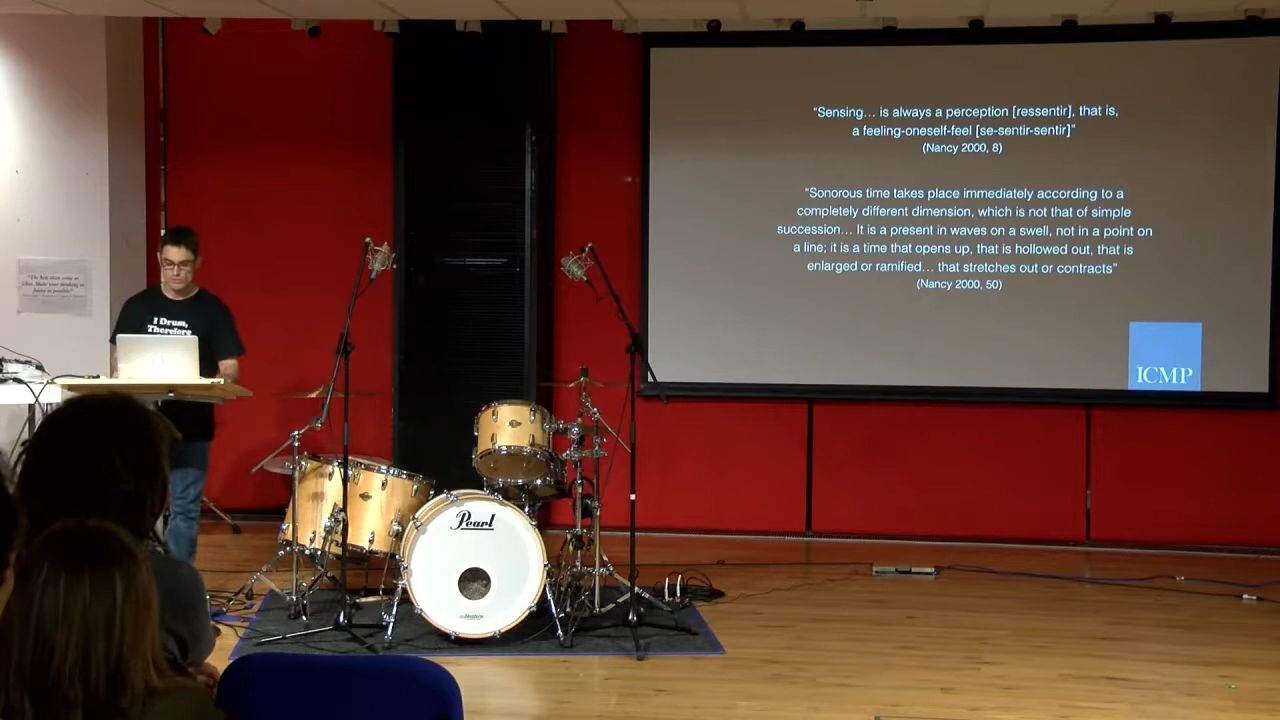 “Sensing… is always a perception [ressentir], that is,
a feeling-oneself-feel [se-sentir-sentir]”
(Nancy 2000, 8)
“Sonorous time takes place immediately according to a
completely different dimension, which is not that of simple
succession… It is a present in waves on a swell, not in a point on
a line; it is a time that opens up, that is hollowed out, that is
enlarged or ramified… that stretches out or contracts”
(Nancy 2000, 50)
ICMP
I Drum,
Therefore
Pearl